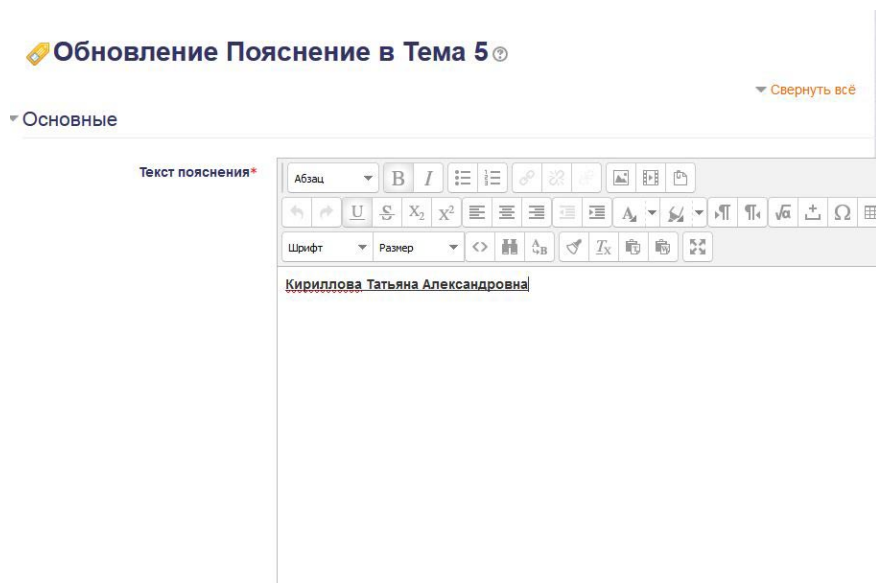 Обновление Пояснение в Тема 5
Свернуть всё
Основные
Текст пояснения*
Абзац
Шрифт
Размер
Кириллова Татьяна Александровна